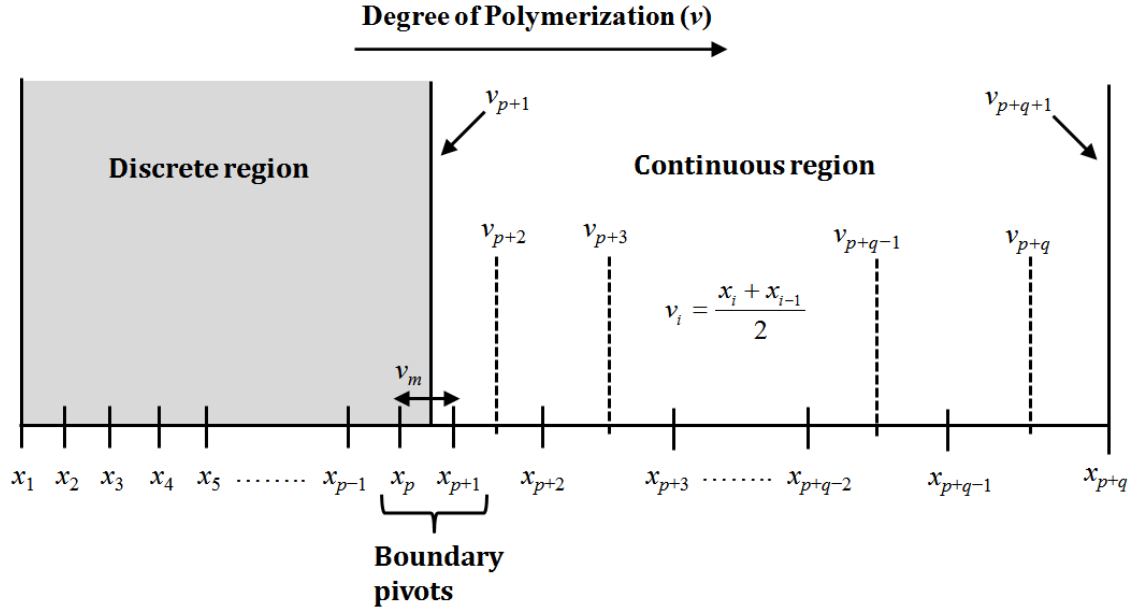 Degree of Polymerization (v)
v_{p+1}
v_{p+q+1}
Discrete region
Continuous region
v_{p+2}
v_{p+3}
v_{p+q−1}
v_{p+q}
v_i = \frac{x_i + x_{i−1}}{2}
v_m
x_1 x_2 x_3 x_4 x_5 ........ x_{p−1} x_p x_{p+1} x_{p+2} x_{p+3} ........ x_{p+q−2} x_{p+q−1} x_{p+q}
Boundary
pivots